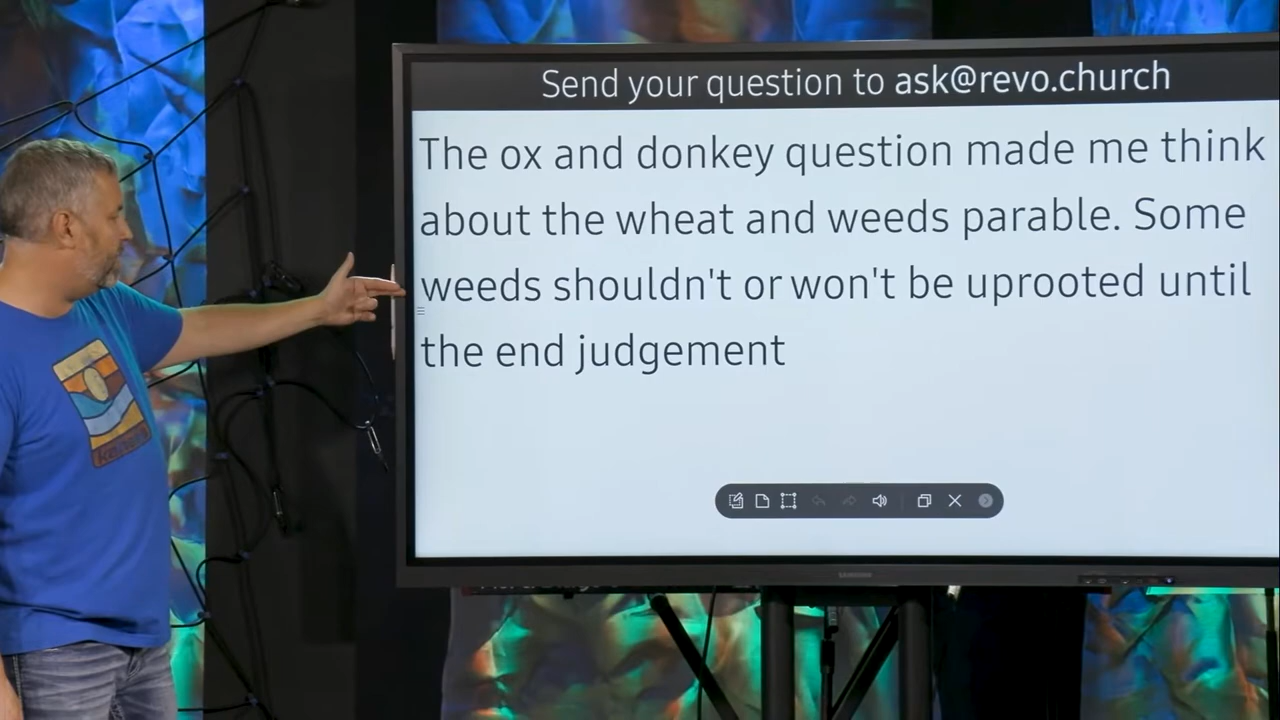 Send your question to ask@revo.church
The ox and donkey question made me think
about the wheat and weeds parable. Some
weeds shouldn't or won't be uprooted until
the end judgement
SAMSUNG